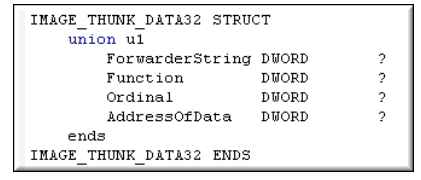 IMAGE_THUNK_DATA32 STRUCT
union u1
ForwarderString DWORD ?
Function DWORD ?
Ordinal DWORD ?
AddressOfData DWORD ?
ends
IMAGE_THUNK_DATA32 ENDS